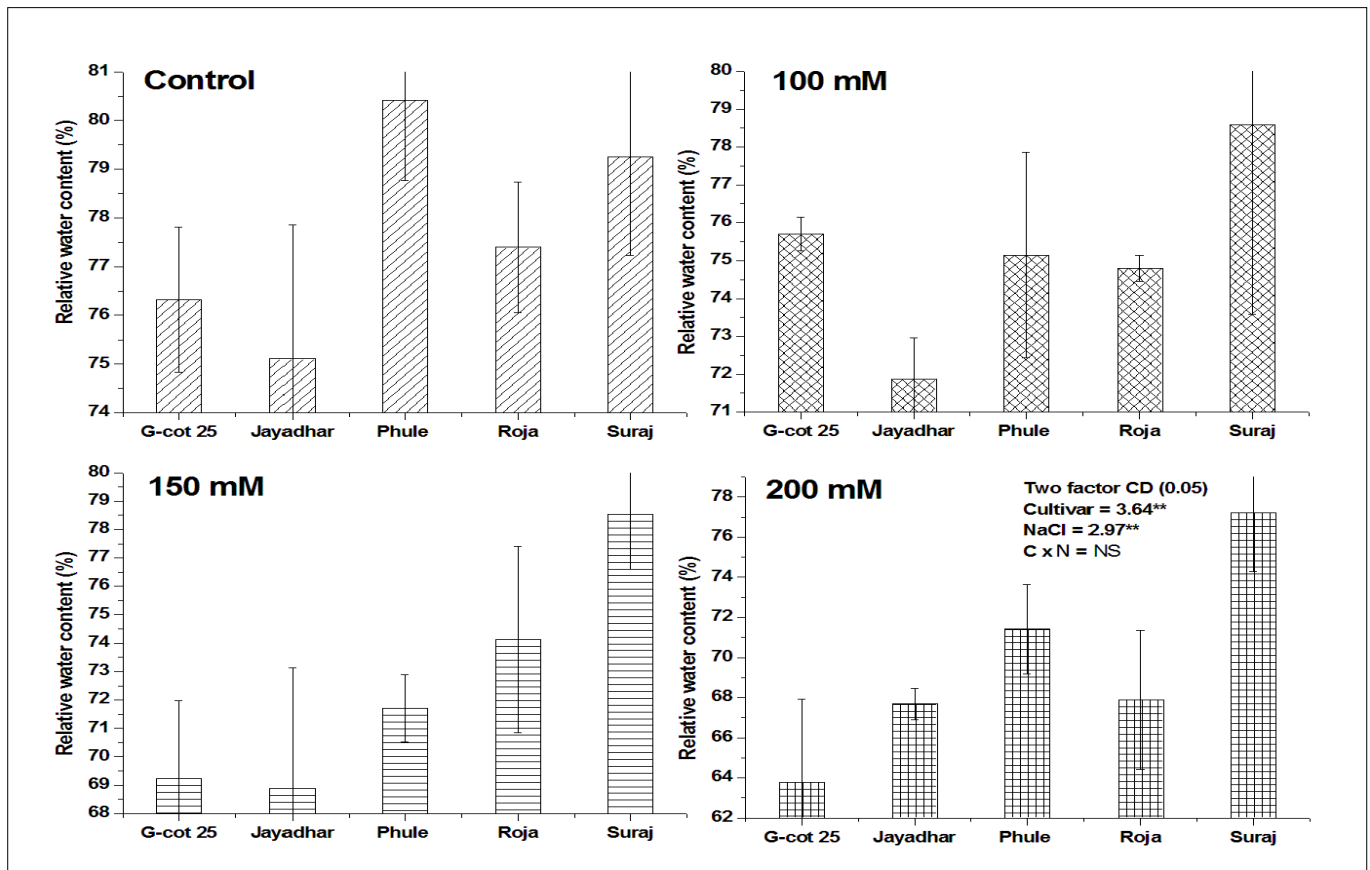 Control
Relative water content (%)
81
80
79
78
77
76
75
74
G-cot 25 Jayadhar Phule Roja Suraj
100 mM
Relative water content (%)
80
79
78
77
76
75
74
73
72
71
G-cot 25 Jayadhar Phule Roja Suraj
150 mM
Relative water content (%)
80
79
78
77
76
75
74
73
72
71
70
69
68
G-cot 25 Jayadhar Phule Roja Suraj
200 mM
Two factor CD (0.05)
Cultivar = 3.64**
NaCl = 2.97**
C x N = NS
Relative water content (%)
78
76
74
72
70
68
66
64
62
G-cot 25 Jayadhar Phule Roja Suraj